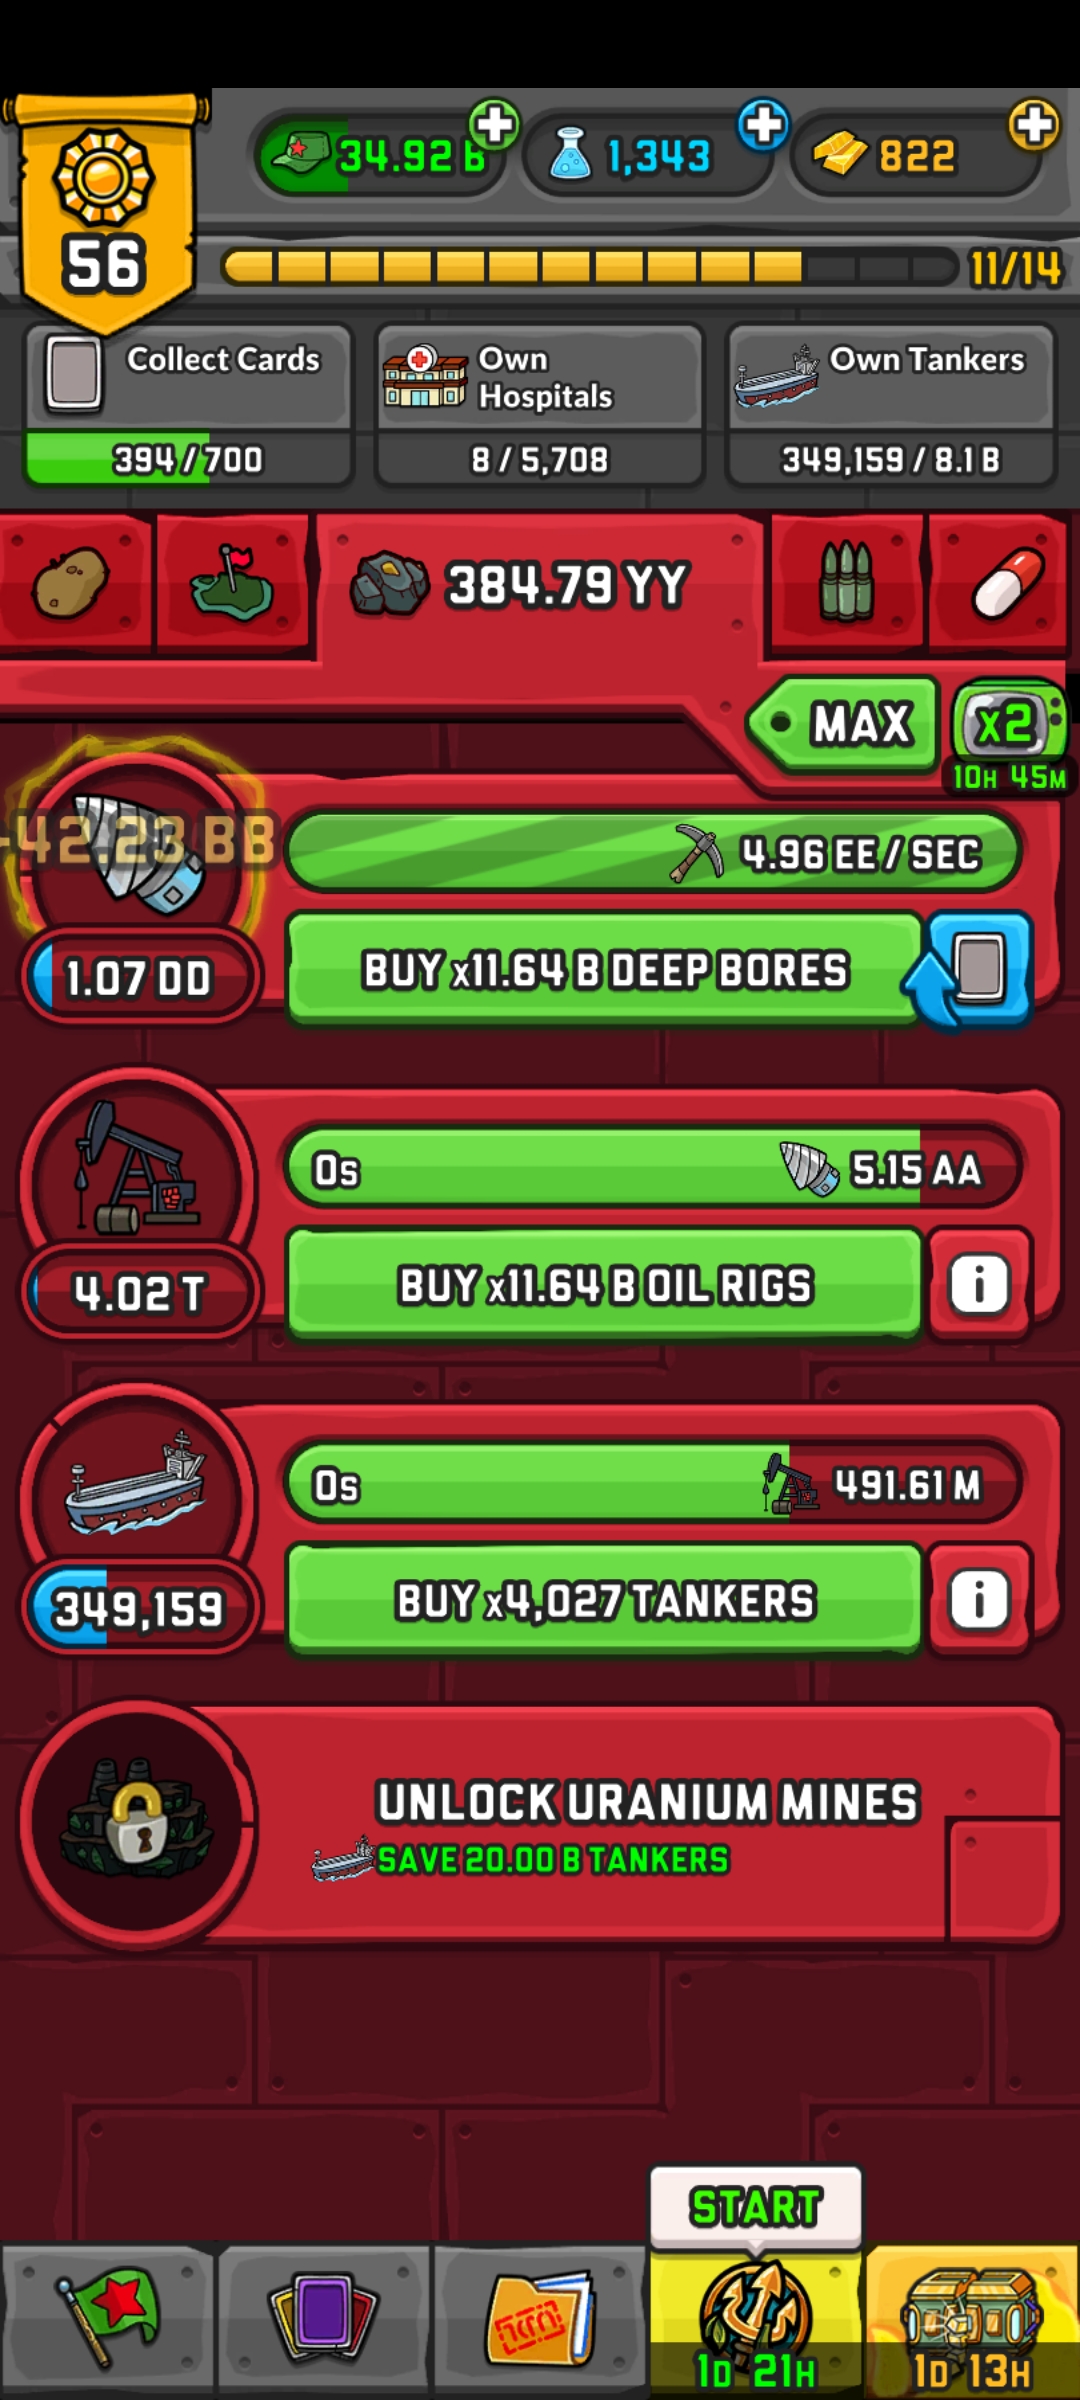 34.92 B
1,343
822
56
11/14
Collect Cards
394/700
Own
Hospitals
8/5,708
Own Tankers
349,159/8.1 B
384.79 YY
MAX
x2
10H 45M
-42.23 BB
4.96 EE/SEC
1.07 DD
BUY x11.64 B DEEP BORES
0s
5.15 AA
4.02 T
BUY x11.64 B OIL RIGS
i
0s
491.61 M
349,159
BUY x4,027 TANKERS
i
UNLOCK URANIUM MINES
SAVE 20.00 B TANKERS
START
1D 21H
1D 13H